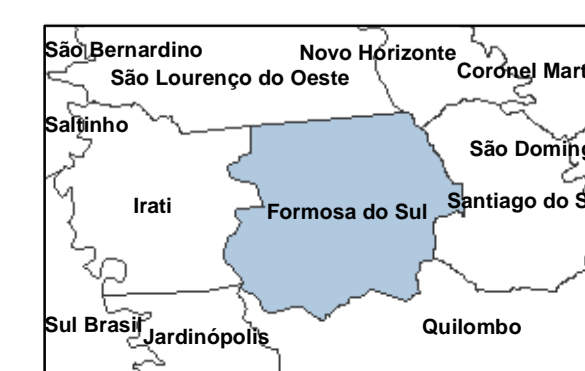 São Bernardino
Novo Horizonte
São Lourenço do Oeste
Coronel Mart
Saltinho
São Doming
Irati
Formosa do Sul
Santiago do S
Sul Brasil
Jardinópolis
Quilombo